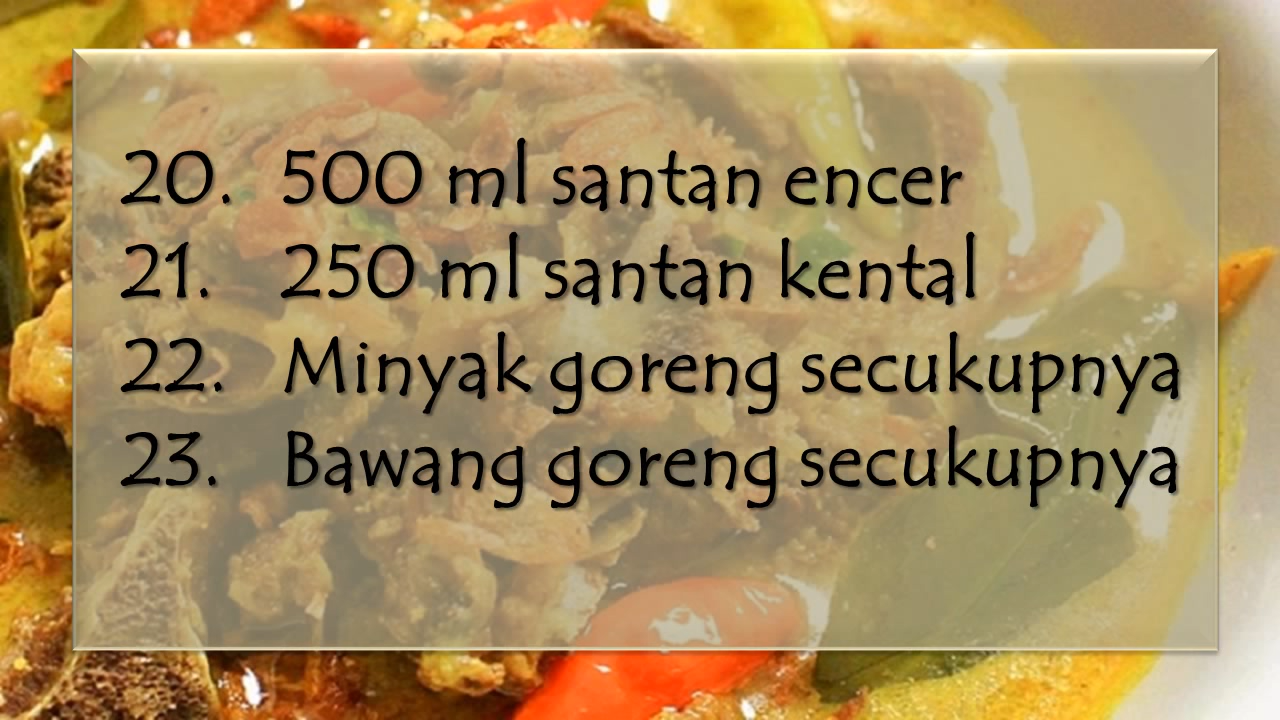 20. 500 ml santan encer
21. 250 ml santan kental
22. Minyak goreng secukupnya
23. Bawang goreng secukupnya